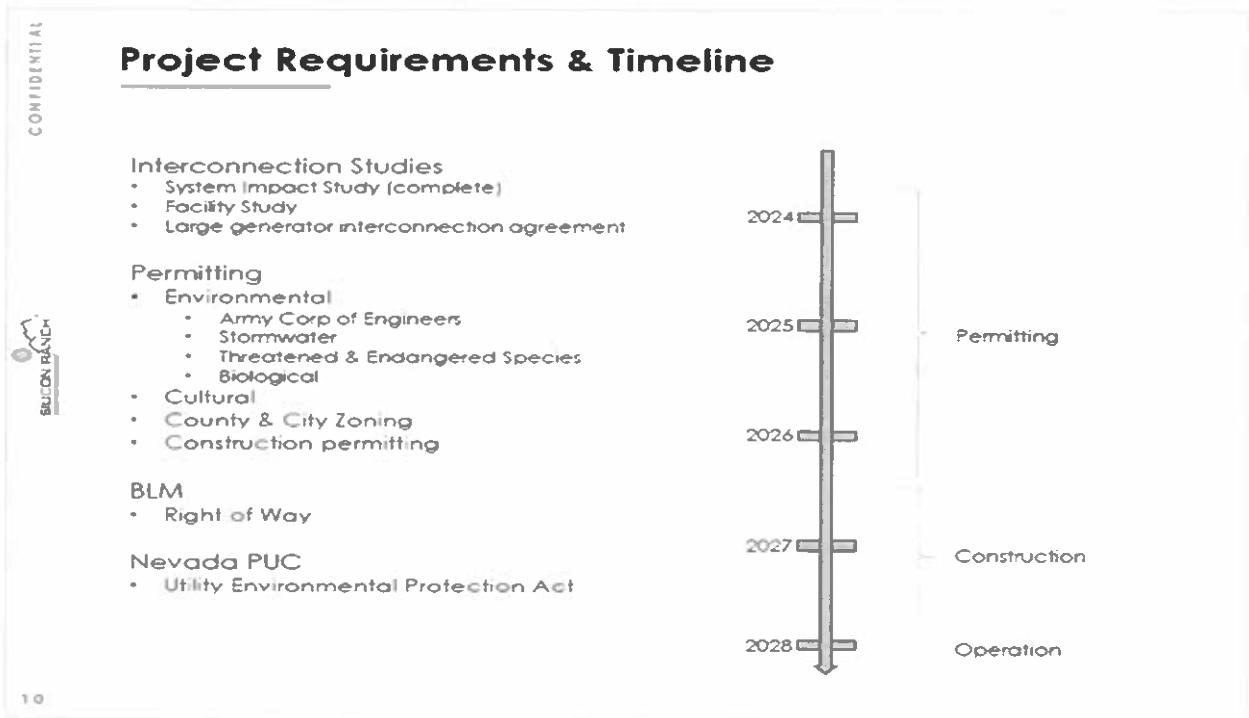 CONFIDENTIAL
Project Requirements & Timeline
Interconnection Studies
• System Impact Study (complete)
• Facility Study
• Large generator interconnection agreement
Permitting
• Environmental
• Army Corp of Engineers
• Stormwater
• Threatened & Endangered Species
• Biological
• Cultural
• County & City Zoning
• Construction permitting
BLM
• Right of Way
Nevada PUC
• Utility Environmental Protection Act
2024
2025
2026
2027
2028
Permitting
Construction
Operation
SILICON RANCH
10